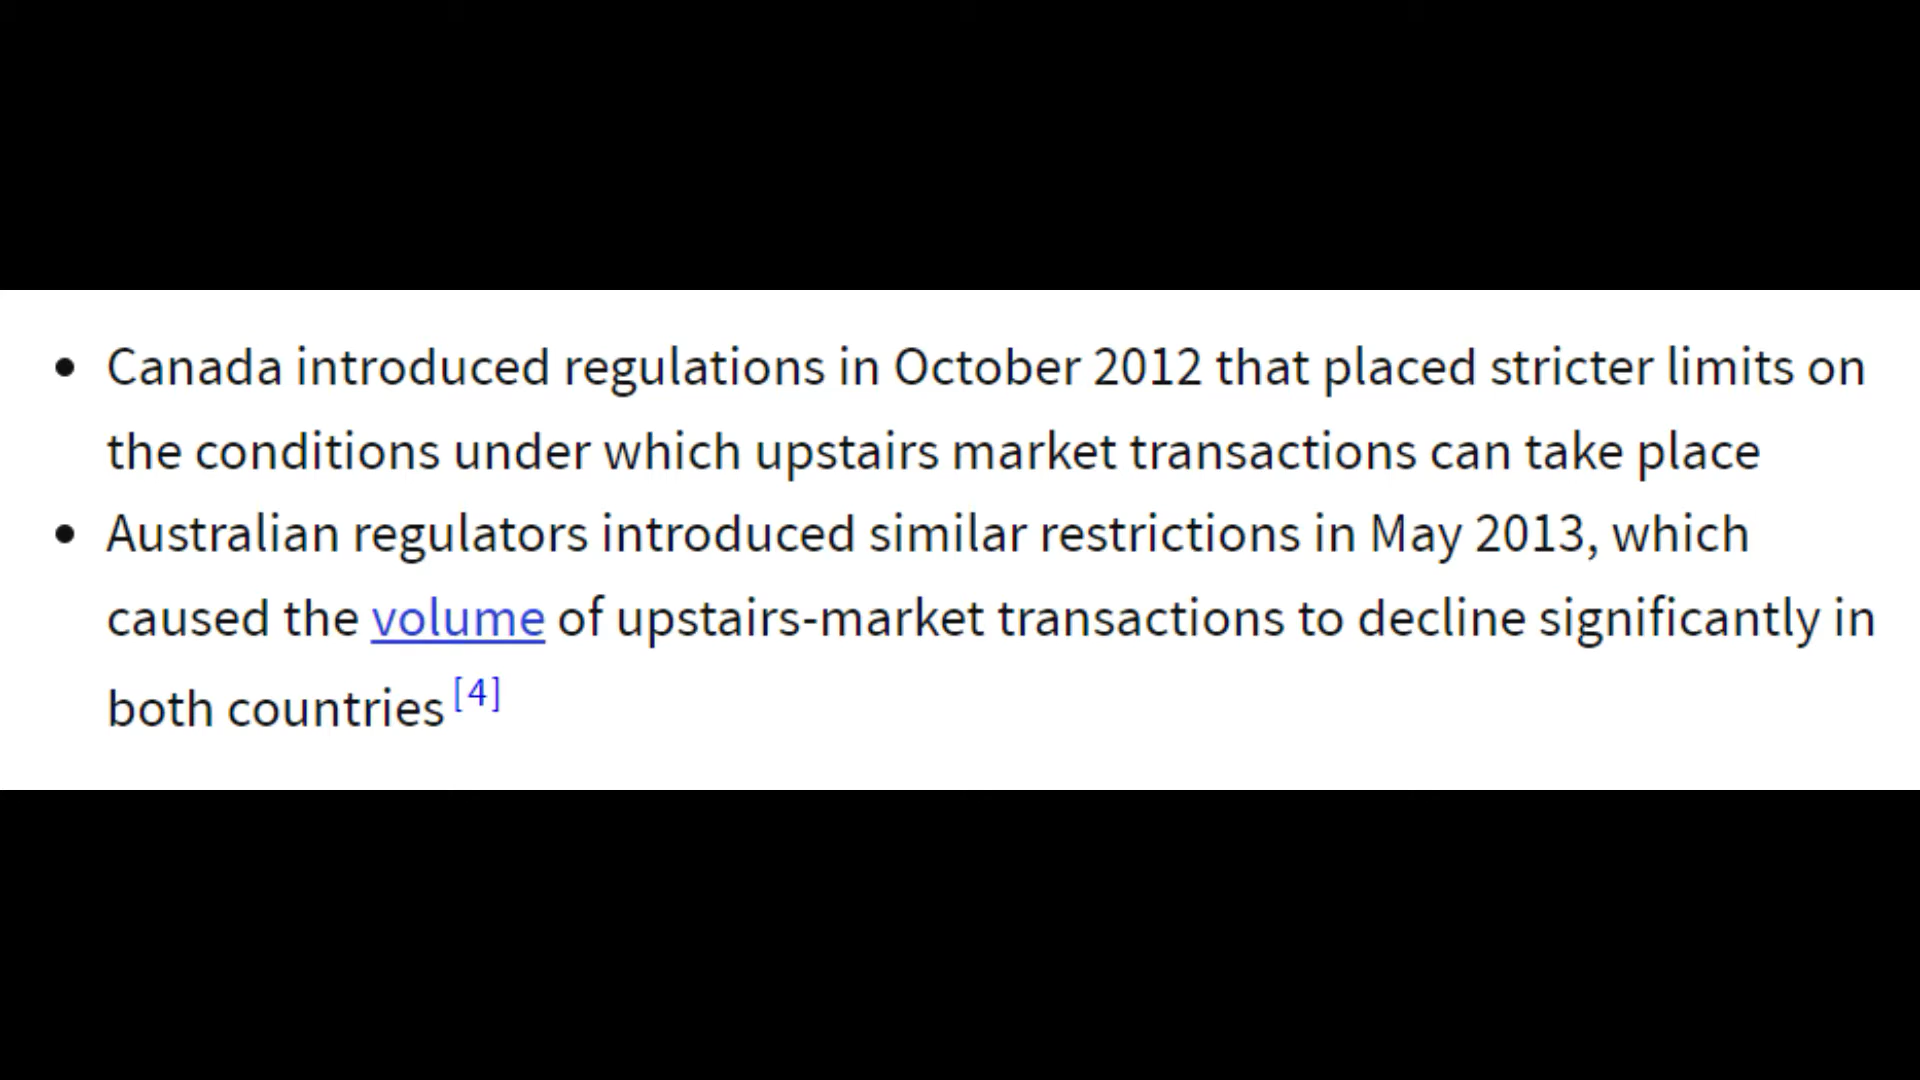 • Canada introduced regulations in October 2012 that placed stricter limits on
the conditions under which upstairs market transactions can take place
• Australian regulators introduced similar restrictions in May 2013, which
caused the volume of upstairs-market transactions to decline significantly in
both countries [4]